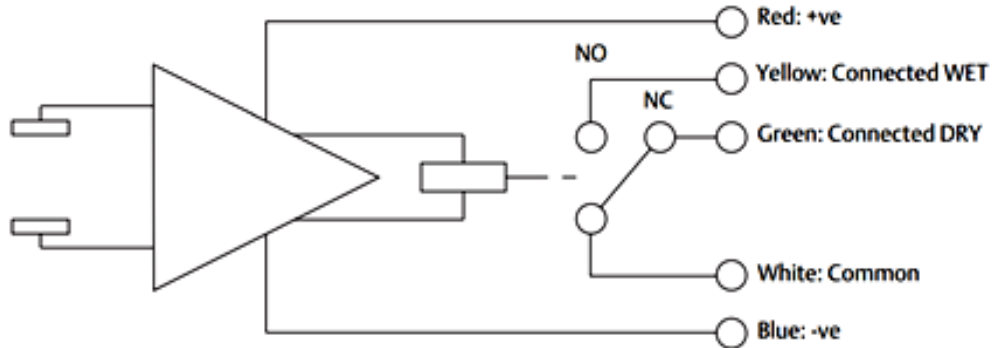 Red: +ve
NO
Yellow: Connected WET
NC
Green: Connected DRY
White: Common
Blue: -ve